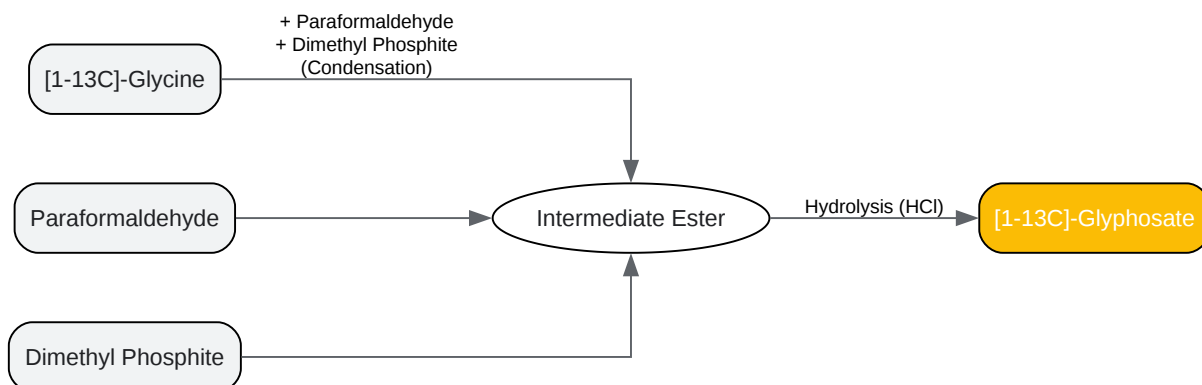 + Paraformaldehyde
+ Dimethyl Phosphite
(Condensation)
[1-13C]-Glycine
Paraformaldehyde
Intermediate Ester
Hydrolysis (HCl)
[1-13C]-Glyphosate
Dimethyl Phosphite